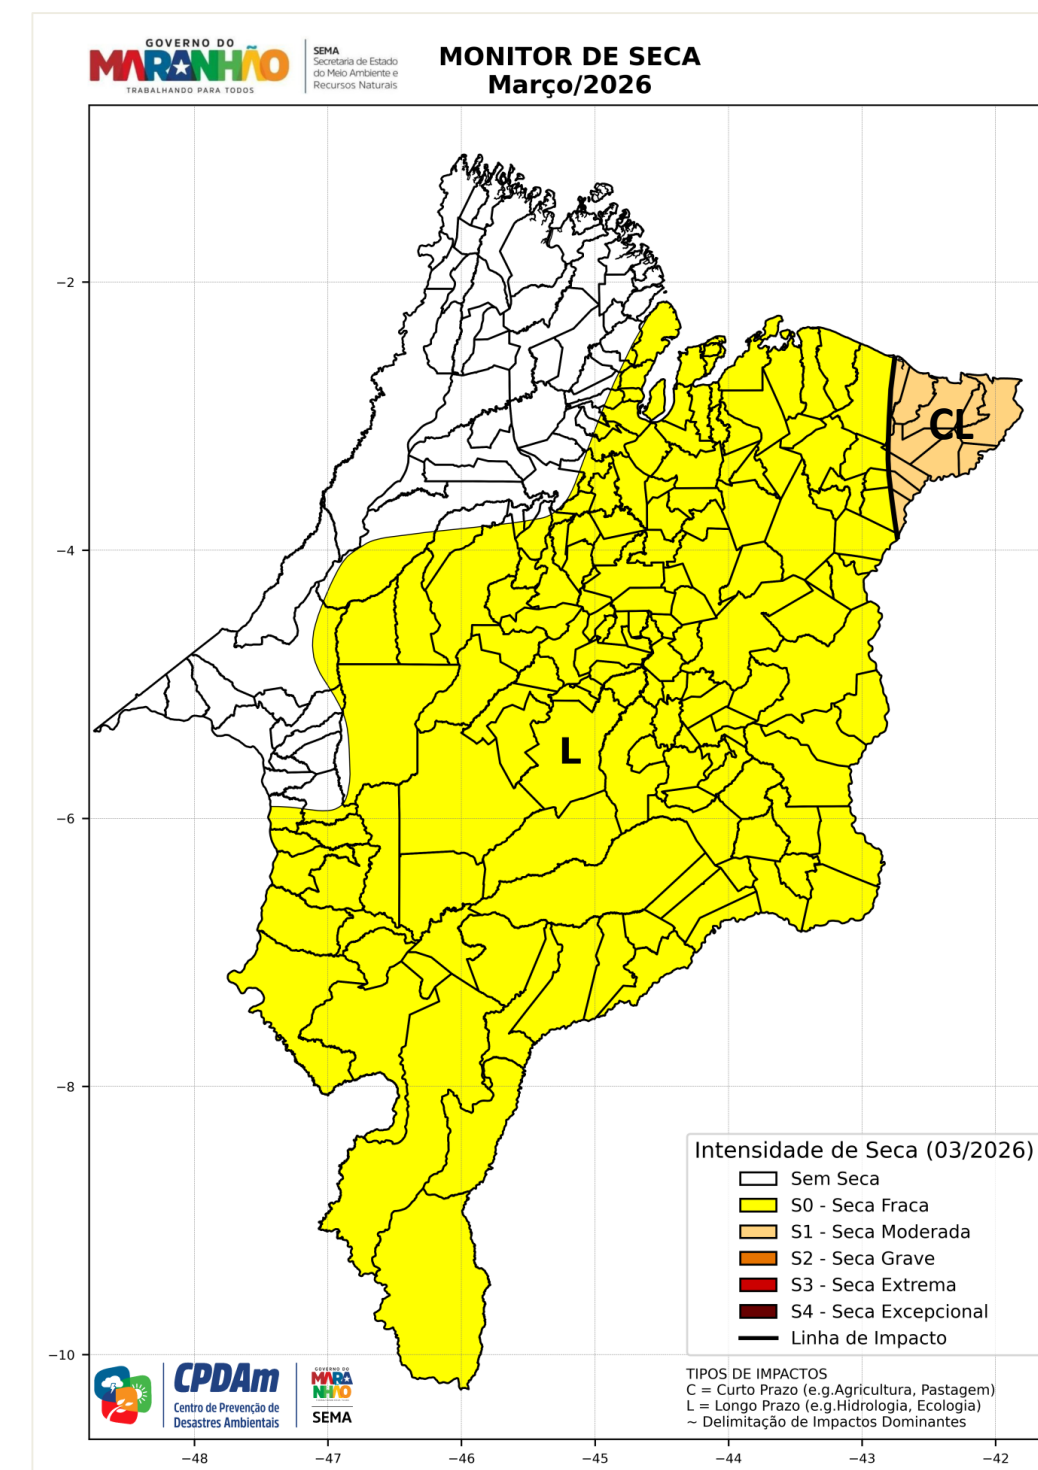 GOVERNO DO
MARANHÃO
TRABALHANDO PARA TODOS
SEMA
Secretaria de Estado
do Meio Ambiente e
Recursos Naturais
MONITOR DE SECA
Março/2026
−2
−4
−6
−8
−10
CL
L
Intensidade de Seca (03/2026)
Sem Seca
S0 - Seca Fraca
S1 - Seca Moderada
S2 - Seca Grave
S3 - Seca Extrema
S4 - Seca Excepcional
Linha de Impacto
TIPOS DE IMPACTOS
C = Curto Prazo (e.g.Agricultura, Pastagem)
L = Longo Prazo (e.g.Hidrologia, Ecologia)
~ Delimitação de Impactos Dominantes
CPDAm
Centro de Prevenção de
Desastres Ambientais
GOVERNO DO
MARA
NHÃO
SEMA
−48 −47 −46 −45 −44 −43 −42